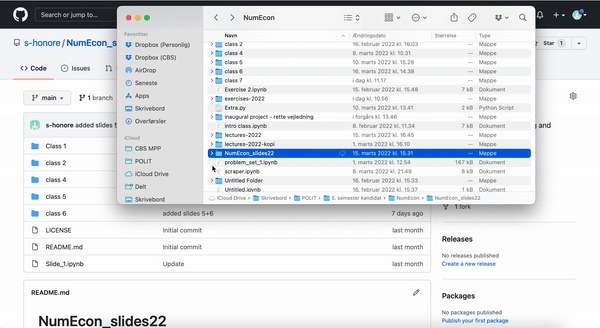 Search or jump to...
s-honore / NumEcon_s
Star 1
Code
Issues
main
1 branch
s-honore added slides 5
Class 1
class 2
class 4
class 5
class 5
class 6
added slides 5+6
7 days ago
LICENSE
Initial commit
last month
README.md
Initial commit
last month
Slide_1.ipynb
Update
last month
README.md
NumEcon_slides22
1 fork
Releases
No releases published
Create a new release
Packages
No packages published
Publish your first package
NumEcon
Favoritter
Dropbox (Personlig)
Dropbox (CBS)
AirDrop
Seneste
Apps
Skrivebord
Overførsler
iCloud
CBS MPP
POLIT
iCloud Drive
Delt
Skrivebord
Navn
Ændringsdato
Størrelse
Type
class 2
16. februar 2022 kl. 16.03
-- Mappe
class 4
8. marts 2022 kl. 10.31
-- Mappe
class 5
10. marts 2022 kl. 15.38
-- Mappe
class 6
16. marts 2022 kl. 14.38
-- Mappe
class 7
i dag kl. 11.17
-- Mappe
Exercise 2.ipynb
15. februar 2022 kl. 15.48
7 kB Dokument
exercises-2022
i dag kl. 10.56
-- Mappe
Extra.py
10. marts 2022 kl. 13.41
2 kB Python Script
inaugural project - rette vejledning
i forgårs kl. 13.46
-- Mappe
intro class.ipynb
8. februar 2022 kl. 11.34
7 kB Dokument
lectures-2022
15. marts 2022 kl. 16.45
-- Mappe
lectures-2022-kopi
1. marts 2022 kl. 16.10
-- Mappe
NumEcon_slides22
15. marts 2022 kl. 15.31
-- Mappe
problem_set_1.ipynb
1. marts 2022 kl. 12.54
167 kB Dokument
scraper.ipynb
8. marts 2022 kl. 21.49
8 kB Dokument
Untitled Folder
16. februar 2022 kl. 15.33
-- Mappe
Untitled.ipynb
16. februar 2022 kl. 15.37
1 kB Dokument
iCloud Drive › Skrivebord › POLIT › 5. semester kandidat › NumEcon › NumEcon_slides22